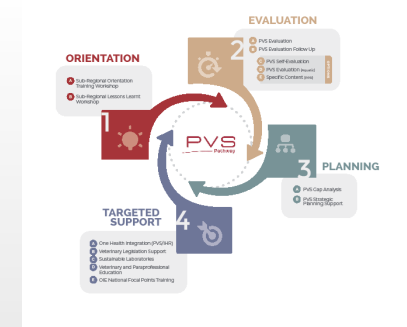 EVALUATION
2
A PVS Evaluation
B PVS Evaluation Follow Up
C PVS Self-Evaluation
D PVS Evaluation
E Specific Content
ORIENTATION
A Sub-Regional Orientation
Training Workshop
B Sub-Regional Lessons Learnt
Workshop
1
PVS
Pathway
3
PLANNING
A PVS Gap Analysis
B PVS Strategic
Planning Support
TARGETED
SUPPORT
4
A One Health Integration (PVS/IHR)
B Veterinary Legislation Support
C Sustainable Laboratories
D Veterinary and Paraprofessional
Education
E OIE National Focal Points Training